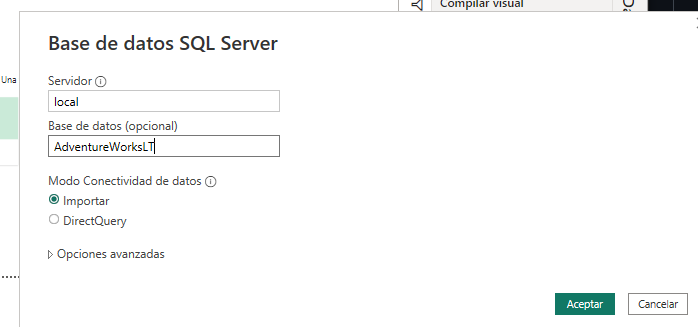 Compilar visual
Base de datos SQL Server
Una
Servidor
local
Base de datos (opcional)
AdventureWorksLT
Modo Conectividad de datos
Importar
DirectQuery
Opciones avanzadas
Aceptar
Cancelar